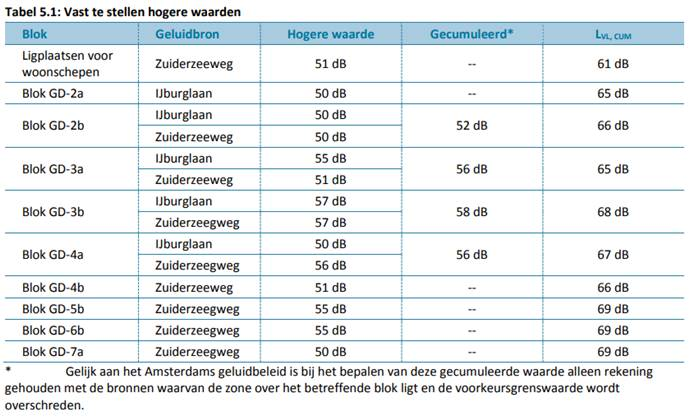 Tabel 5.1: Vast te stellen hogere waarden
Blok Geluidbron Hogere waarde Gecumuleerd* LVL, CUM
Ligplaatsen voor
woonschepen Zuiderzeeweg 51 dB -- 61 dB
Blok GD-2a IJburglaan 50 dB -- 65 dB
Blok GD-2b IJburglaan 50 dB 52 dB 66 dB
Zuiderzeeweg 50 dB
Blok GD-3a IJburglaan 55 dB 56 dB 65 dB
Zuiderzeeweg 51 dB
Blok GD-3b IJburglaan 57 dB 58 dB 68 dB
Zuiderzeegweg 57 dB
Blok GD-4a IJburglaan 50 dB 56 dB 67 dB
Zuiderzeegweg 56 dB
Blok GD-4b Zuiderzeeweg 51 dB -- 66 dB
Blok GD-5b Zuiderzeegweg 55 dB -- 69 dB
Blok GD-6b Zuiderzeegweg 55 dB -- 69 dB
Blok GD-7a Zuiderzeegweg 50 dB -- 69 dB
* Gelijk aan het Amsterdams geluidbeleid is bij het bepalen van deze gecumuleerde waarde alleen rekening
gehouden met de bronnen waarvan de zone over het betreffende blok ligt en de voorkeursgrenswaarde wordt
overschreden.